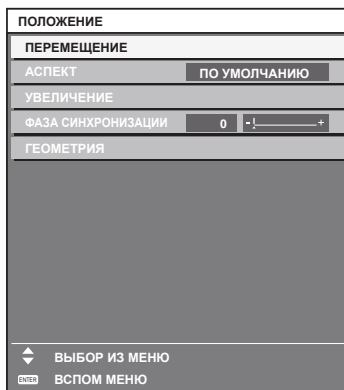 ПОЛОЖЕНИЕ
ПЕРЕМЕЩЕНИЕ
АСПЕКТ ПО УМОЛЧАНИЮ
УВЕЛИЧЕНИЕ
ФАЗА СИНХРОНИЗАЦИИ 0 - +
ГЕОМЕТРИЯ
ВЫБОР ИЗ МЕНЮ
ENTER ВСПОМ МЕНЮ